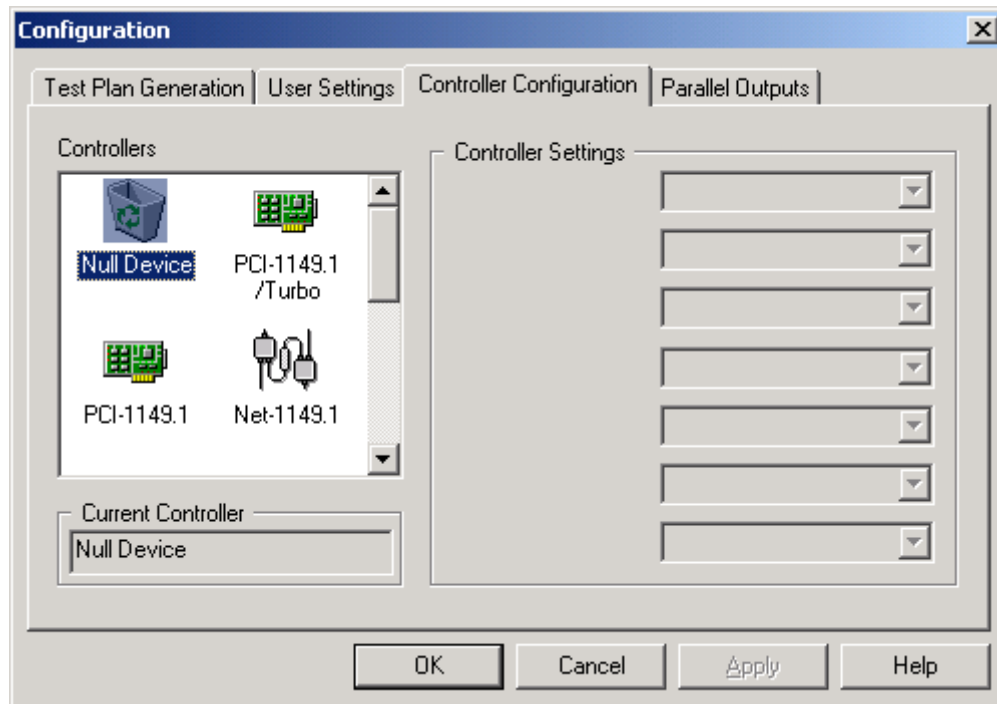 Configuration
Test Plan Generation
User Settings
Controller Configuration
Parallel Outputs
Controllers
Null Device
PCI-1149.1
/Turbo
PCI-1149.1
Net-1149.1
Current Controller
Null Device
Controller Settings
OK
Cancel
Apply
Help